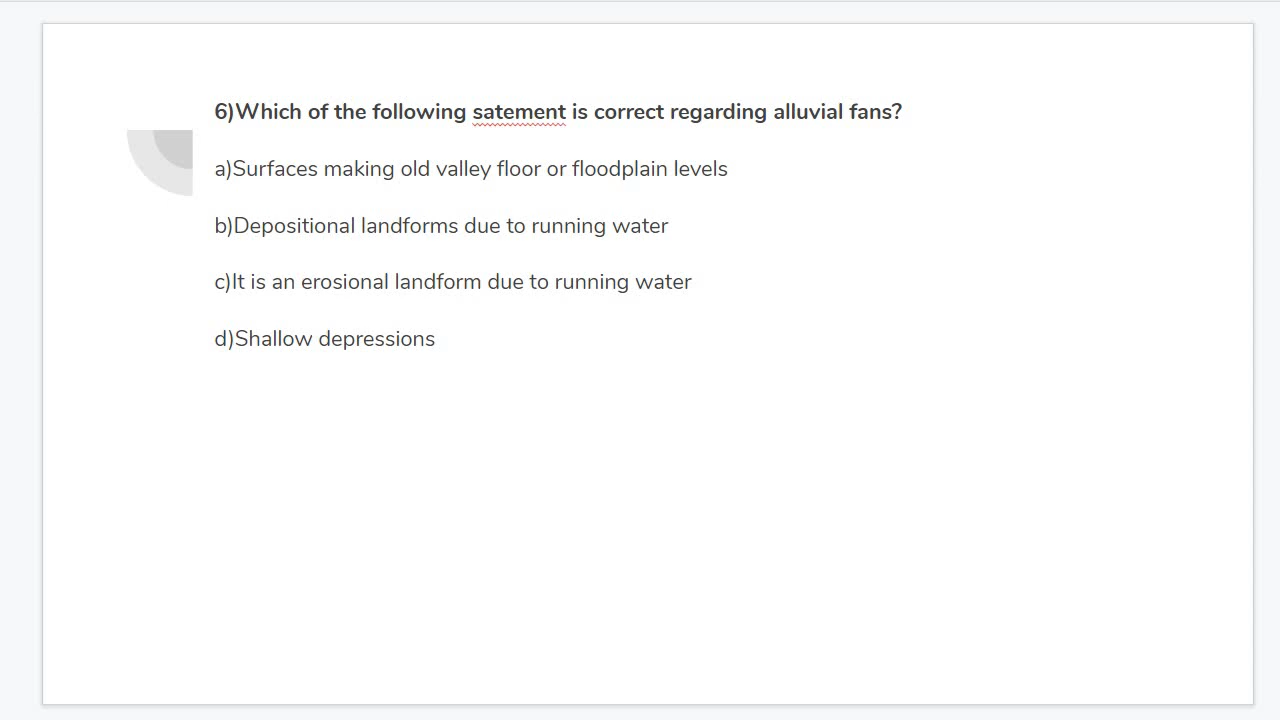 6)Which of the following satement is correct regarding alluvial fans?
a)Surfaces making old valley floor or floodplain levels
b)Depositional landforms due to running water
c)It is an erosional landform due to running water
d)Shallow depressions